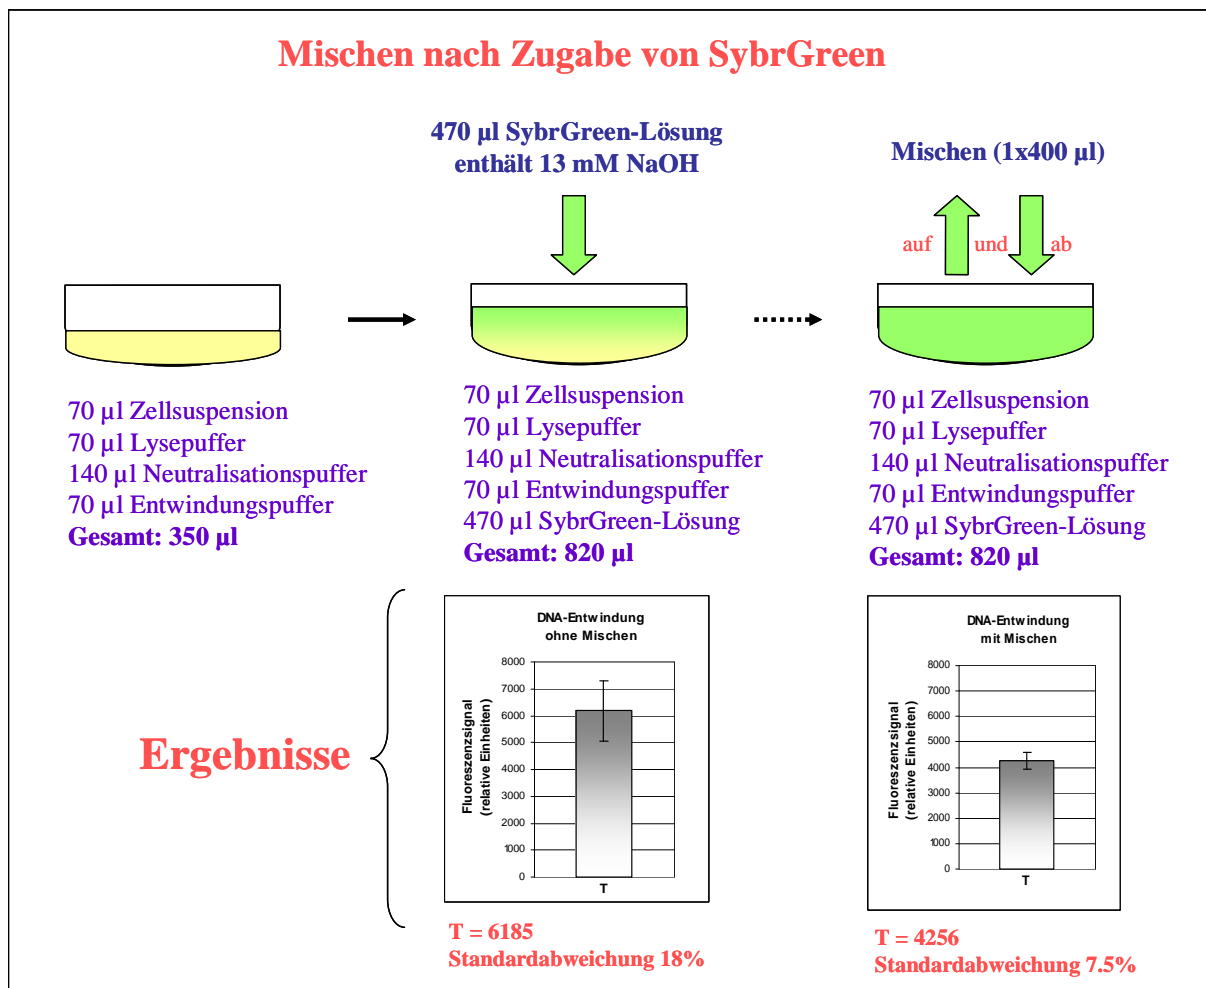 Mischen nach Zugabe von SybrGreen
470 µl SybrGreen-Lösung
enthält 13 mM NaOH
Mischen (1x400 µl)
auf und ab
70 µl Zellsuspension
70 µl Lysepuffer
140 µl Neutralisationspuffer
70 µl Entwindungspuffer
Gesamt: 350 µl
70 µl Zellsuspension
70 µl Lysepuffer
140 µl Neutralisationspuffer
70 µl Entwindungspuffer
470 µl SybrGreen-Lösung
Gesamt: 820 µl
70 µl Zellsuspension
70 µl Lysepuffer
140 µl Neutralisationspuffer
70 µl Entwindungspuffer
470 µl SybrGreen-Lösung
Gesamt: 820 µl
Ergebnisse
DNA-Entwindung
ohne Mischen
Fluoreszenzsignal
(relative Einheiten)
8000
7000
6000
5000
4000
3000
2000
1000
0
T
T = 6185
Standardabweichung 18%
DNA-Entwindung
mit Mischen
Fluoreszenzsignal
(relative Einheiten)
8000
7000
6000
5000
4000
3000
2000
1000
0
T
T = 4256
Standardabweichung 7.5%